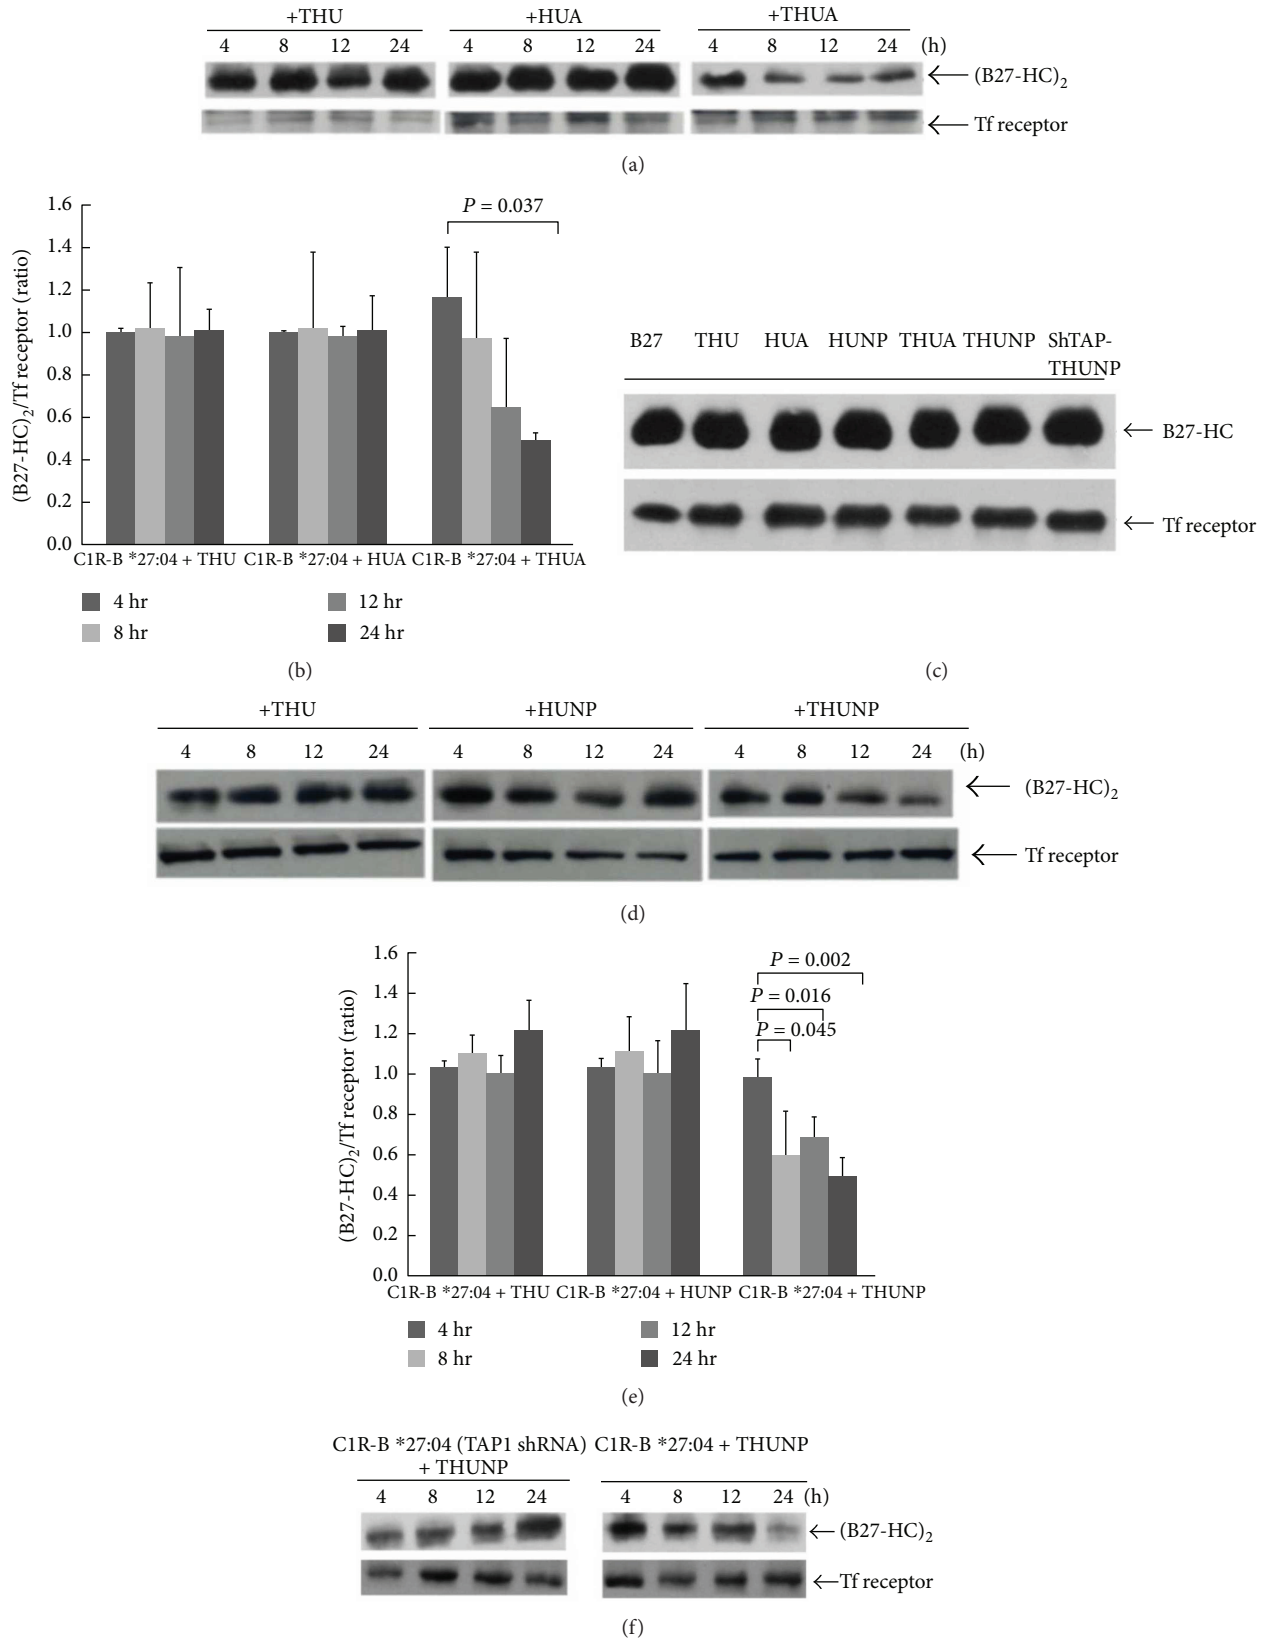 +THU +HUA +THUA
4 8 12 24 4 8 12 24 4 8 12 24 (h)
(B27-HC)2
Tf receptor
(a)
1.6
1.4
1.2
1.0
0.8
0.6
0.4
0.2
0.0
(B27-HC)2/Tf receptor (ratio)
P = 0.037
C1R-B *27:04 + THU C1R-B *27:04 + HUA C1R-B *27:04 + THUA
4 hr 12 hr
8 hr 24 hr
(b)
B27 THU HUA HUNP THUA THUNP ShTAP-
THUNP
B27-HC
Tf receptor
(c)
+THU +HUNP +THUNP
4 8 12 24 4 8 12 24 4 8 12 24 (h)
(B27-HC)2
Tf receptor
(d)
1.6
1.4
1.2
1.0
0.8
0.6
0.4
0.2
0.0
(B27-HC)2/Tf receptor (ratio)
P = 0.002
P = 0.016
P = 0.045
C1R-B *27:04 + THU C1R-B *27:04 + HUNP C1R-B *27:04 + THUNP
4 hr 12 hr
8 hr 24 hr
(e)
C1R-B *27:04 (TAP1 shRNA) C1R-B *27:04 + THUNP
+ THUNP
4 8 12 24 4 8 12 24 (h)
(B27-HC)2
Tf receptor
(f)